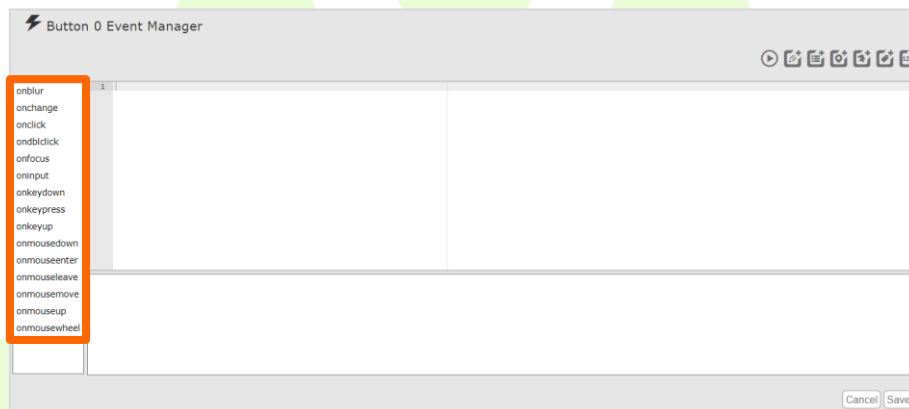 Button 0 Event Manager
1
onblur
onchange
onclick
ondblclick
onfocus
oninput
onkeydown
onkeypress
onkeyup
onmousedown
onmouseenter
onmouseleave
onmousemove
onmouseup
onmousewheel
Cancel Save